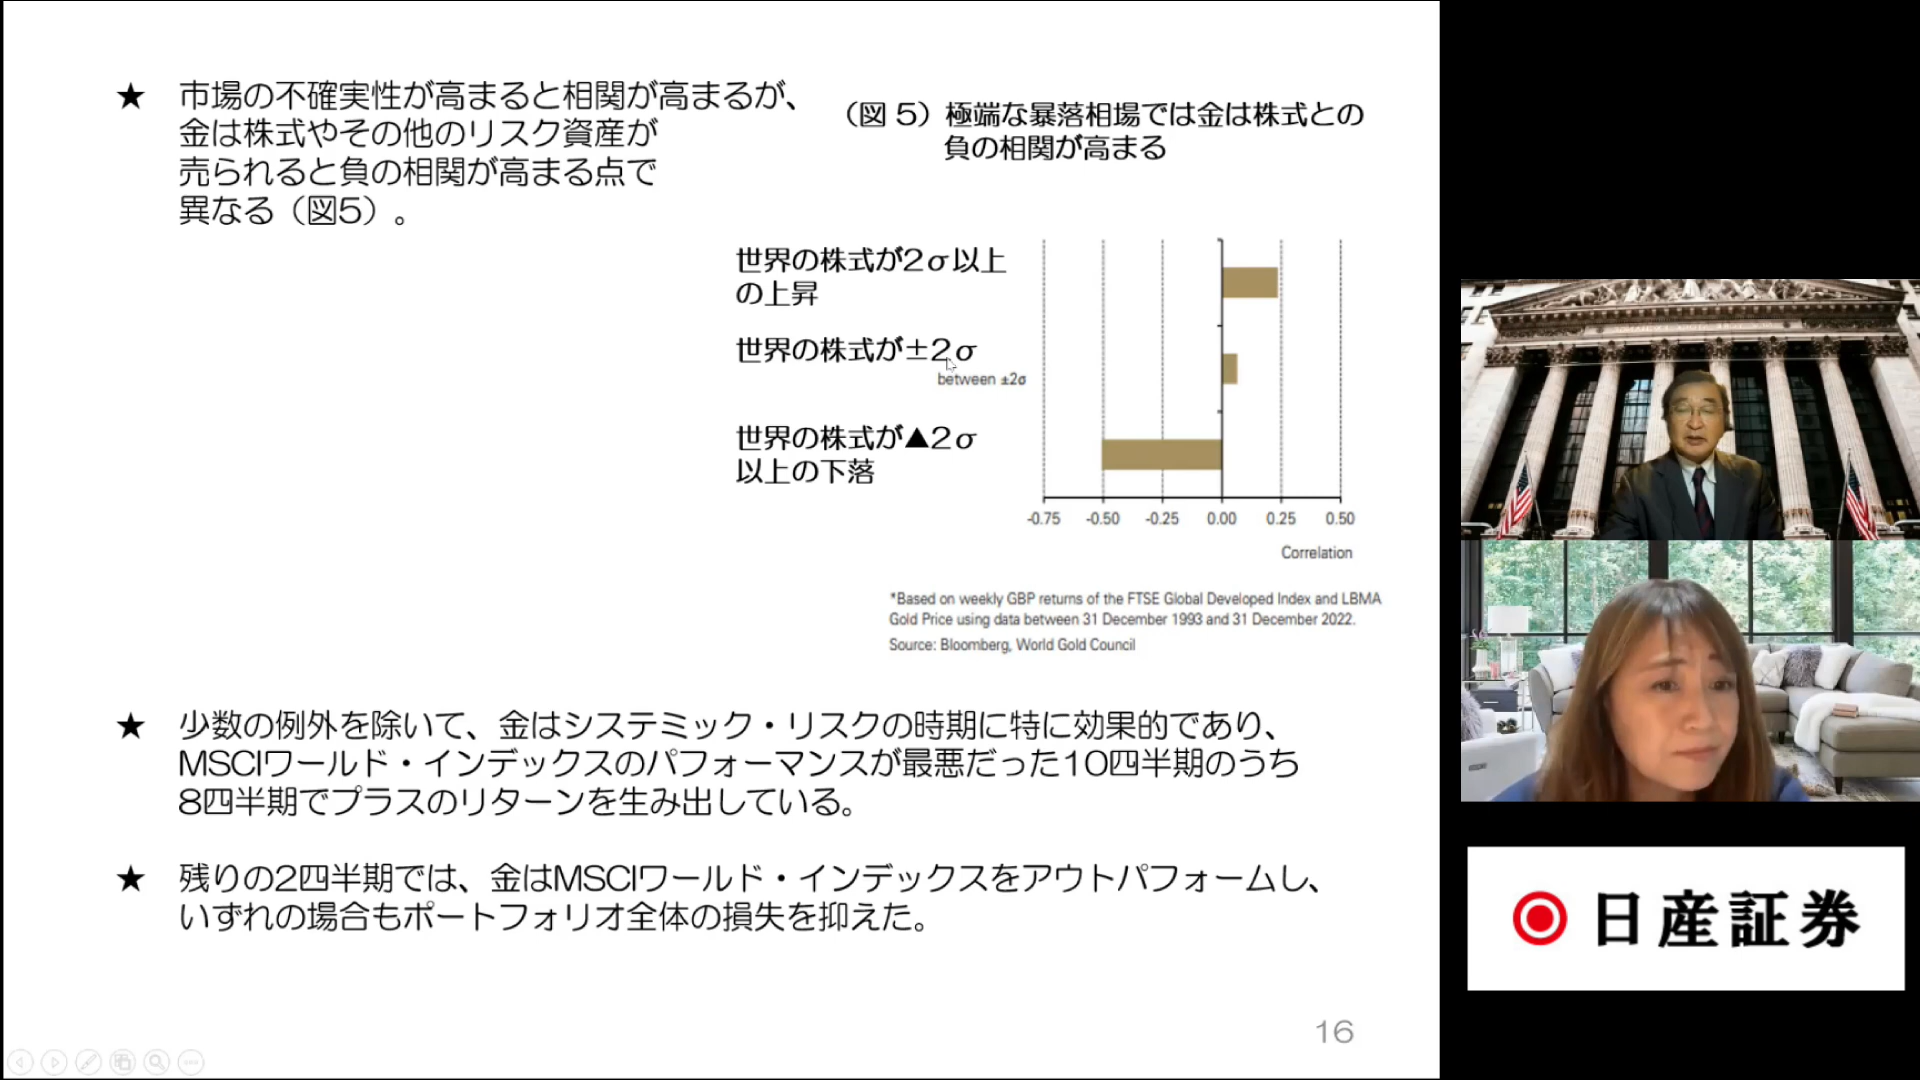 ★ 市場の不確実性が高まると相関が高まるが、
金は株式やその他のリスク資産が
売られると負の相関が高まる点で
異なる（図5）。
（図 5）極端な暴落相場では金は株式との
負の相関が高まる
世界の株式が2σ以上
の上昇
世界の株式が±2σ
between ±2σ
世界の株式が▲2σ
以上の下落
-0.75 -0.50 -0.25 0.00 0.25 0.50
Correlation
*Based on weekly GBP returns of the FTSE Global Developed Index and LBMA
Gold Price using data between 31 December 1993 and 31 December 2022.
Source: Bloomberg, World Gold Council
★ 少数の例外を除いて、金はシステミック・リスクの時期に特に効果的であり、
MSCIワールド・インデックスのパフォーマンスが最悪だった10四半期のうち
8四半期でプラスのリターンを生み出している。
★ 残りの2四半期では、金はMSCIワールド・インデックスをアウトパフォームし、
いずれの場合もポートフォリオ全体の損失を抑えた。
16
日産証券